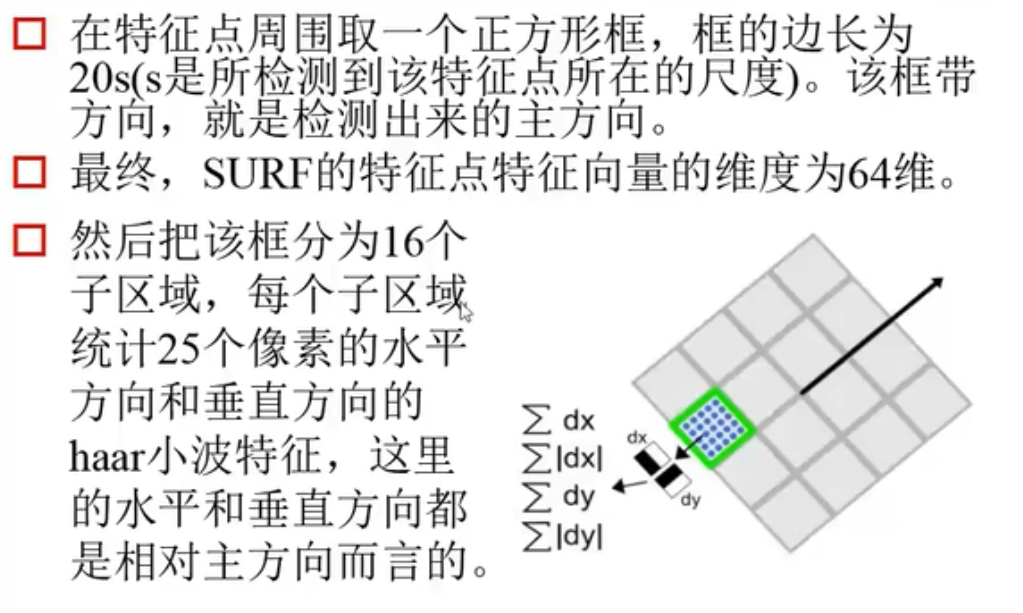 在特征点周围取一个正方形框，框的边长为
20s(s是所检测到该特征点所在的尺度)。该框带
方向，就是检测出来的主方向。
最终，SURF的特征点特征向量的维度为64维。
然后把该框分为16个
子区域，每个子区域
统计25个像素的水平
方向和垂直方向的
haar小波特征，这里
的水平和垂直方向都
是相对主方向而言的。
∑ dx
∑|dx|
∑ dy
∑|dy|
dx
dy